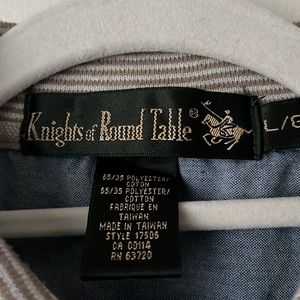 Knights of Round Table®
L/G
65/35 POLYESTER/
COTTON
65/35 POLYESTER/
COTTON
FABRIQUE EN
TAIWAN
MADE IN TAIWAN
STYLE 17506
CA 00114
RN 63720